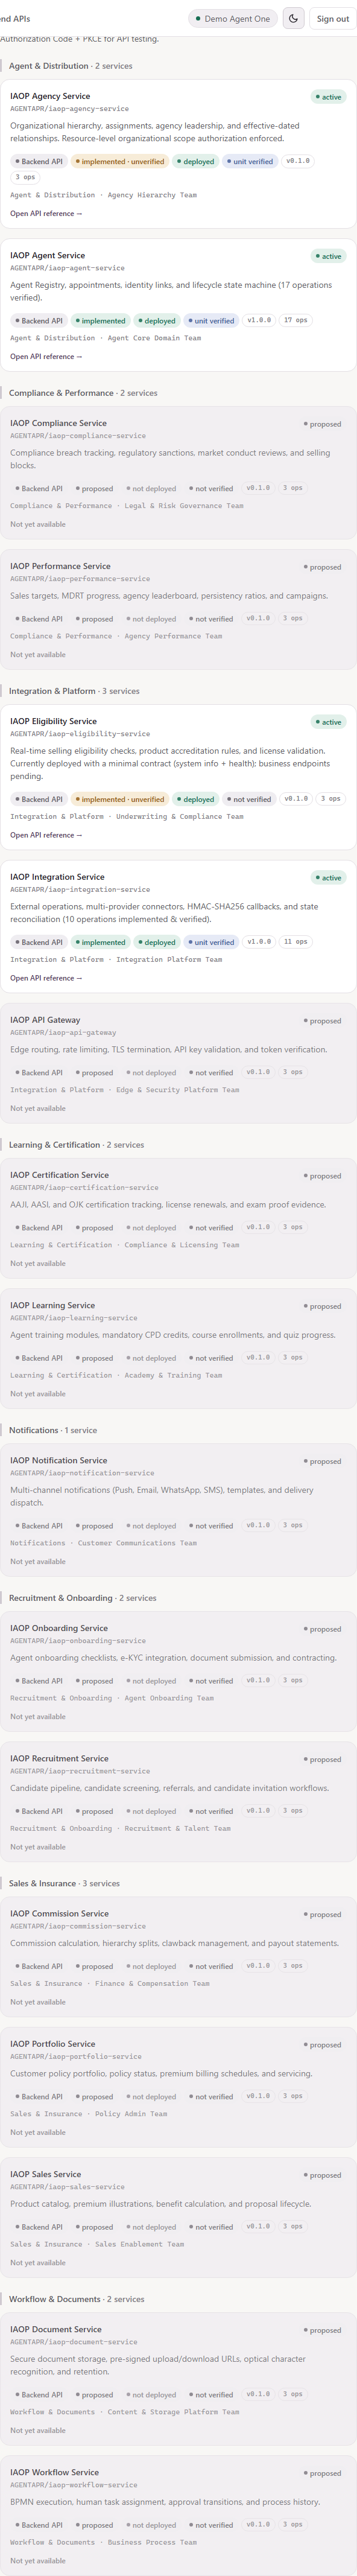 nd APIs
Demo Agent One
Sign out
Authorization Code + PKCE for API testing.
Agent & Distribution · 2 services
IAOP Agency Service
active
AGENTAPR/iaop-agency-service
Organizational hierarchy, assignments, agency leadership, and effective-dated
relationships. Resource-level organizational scope authorization enforced.
Backend API
implemented · unverified
deployed
unit verified
v0.1.0
3 ops
Agent & Distribution · Agency Hierarchy Team
Open API reference →
IAOP Agent Service
active
AGENTAPR/iaop-agent-service
Agent Registry, appointments, identity links, and lifecycle state machine (17 operations
verified).
Backend API
implemented
deployed
unit verified
v1.0.0
17 ops
Agent & Distribution · Agent Core Domain Team
Open API reference →
Compliance & Performance · 2 services
IAOP Compliance Service
proposed
AGENTAPR/iaop-compliance-service
Compliance breach tracking, regulatory sanctions, market conduct reviews, and selling
blocks.
Backend API
proposed
not deployed
not verified
v0.1.0
3 ops
Compliance & Performance · Legal & Risk Governance Team
Not yet available
IAOP Performance Service
proposed
AGENTAPR/iaop-performance-service
Sales targets, MDRT progress, agency leaderboard, persistency ratios, and campaigns.
Backend API
proposed
not deployed
not verified
v0.1.0
3 ops
Compliance & Performance · Agency Performance Team
Not yet available
Integration & Platform · 3 services
IAOP Eligibility Service
active
AGENTAPR/iaop-eligibility-service
Real-time selling eligibility checks, product accreditation rules, and license validation.
Currently deployed with a minimal contract (system info + health); business endpoints
pending.
Backend API
implemented · unverified
deployed
not verified
v0.1.0
3 ops
Integration & Platform · Underwriting & Compliance Team
Open API reference →
IAOP Integration Service
active
AGENTAPR/iaop-integration-service
External operations, multi-provider connectors, HMAC-SHA256 callbacks, and state
reconciliation (10 operations implemented & verified).
Backend API
implemented
deployed
unit verified
v1.0.0
11 ops
Integration & Platform · Integration Platform Team
Open API reference →
IAOP API Gateway
proposed
AGENTAPR/iaop-api-gateway
Edge routing, rate limiting, TLS termination, API key validation, and token verification.
Backend API
proposed
not deployed
not verified
v0.1.0
3 ops
Integration & Platform · Edge & Security Platform Team
Not yet available
Learning & Certification · 2 services
IAOP Certification Service
proposed
AGENTAPR/iaop-certification-service
AAJI, AASI, and OJK certification tracking, license renewals, and exam proof evidence.
Backend API
proposed
not deployed
not verified
v0.1.0
3 ops
Learning & Certification · Compliance & Licensing Team
Not yet available
IAOP Learning Service
proposed
AGENTAPR/iaop-learning-service
Agent training modules, mandatory CPD credits, course enrollments, and quiz progress.
Backend API
proposed
not deployed
not verified
v0.1.0
3 ops
Learning & Certification · Academy & Training Team
Not yet available
Notifications · 1 service
IAOP Notification Service
proposed
AGENTAPR/iaop-notification-service
Multi-channel notifications (Push, Email, WhatsApp, SMS), templates, and delivery
dispatch.
Backend API
proposed
not deployed
not verified
v0.1.0
3 ops
Notifications · Customer Communications Team
Not yet available
Recruitment & Onboarding · 2 services
IAOP Onboarding Service
proposed
AGENTAPR/iaop-onboarding-service
Agent onboarding checklists, e-KYC integration, document submission, and contracting.
Backend API
proposed
not deployed
not verified
v0.1.0
3 ops
Recruitment & Onboarding · Agent Onboarding Team
Not yet available
IAOP Recruitment Service
proposed
AGENTAPR/iaop-recruitment-service
Candidate pipeline, candidate screening, referrals, and candidate invitation workflows.
Backend API
proposed
not deployed
not verified
v0.1.0
3 ops
Recruitment & Onboarding · Recruitment & Talent Team
Not yet available
Sales & Insurance · 3 services
IAOP Commission Service
proposed
AGENTAPR/iaop-commission-service
Commission calculation, hierarchy splits, clawback management, and payout statements.
Backend API
proposed
not deployed
not verified
v0.1.0
3 ops
Sales & Insurance · Finance & Compensation Team
Not yet available
IAOP Portfolio Service
proposed
AGENTAPR/iaop-portfolio-service
Customer policy portfolio, policy status, premium billing schedules, and servicing.
Backend API
proposed
not deployed
not verified
v0.1.0
3 ops
Sales & Insurance · Policy Admin Team
Not yet available
IAOP Sales Service
proposed
AGENTAPR/iaop-sales-service
Product catalog, premium illustrations, benefit calculation, and proposal lifecycle.
Backend API
proposed
not deployed
not verified
v0.1.0
3 ops
Sales & Insurance · Sales Enablement Team
Not yet available
Workflow & Documents · 2 services
IAOP Document Service
proposed
AGENTAPR/iaop-document-service
Secure document storage, pre-signed upload/download URLs, optical character
recognition, and retention.
Backend API
proposed
not deployed
not verified
v0.1.0
3 ops
Workflow & Documents · Content & Storage Platform Team
Not yet available
IAOP Workflow Service
proposed
AGENTAPR/iaop-workflow-service
BPMN execution, human task assignment, approval transitions, and process history.
Backend API
proposed
not deployed
not verified
v0.1.0
3 ops
Workflow & Documents · Business Process Team
Not yet available